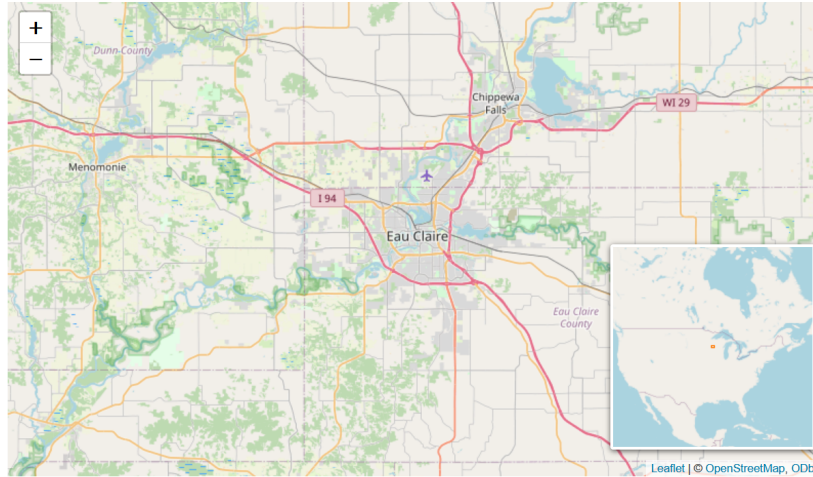 +
−
Dunn County
Chippewa
Falls
WI 29
Menomonie
I 94
Eau Claire
Eau Claire
County
Leaflet | © OpenStreetMap, ODb